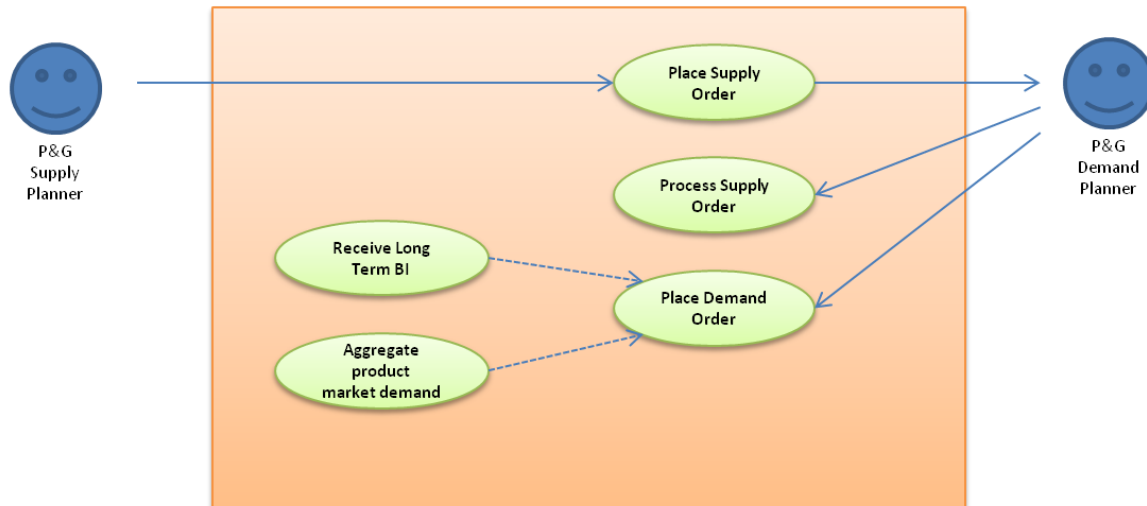 P&G
Supply
Planner
Place Supply
Order
P&G
Demand
Planner
Process Supply
Order
Receive Long
Term BI
Place Demand
Order
Aggregate
product
market demand